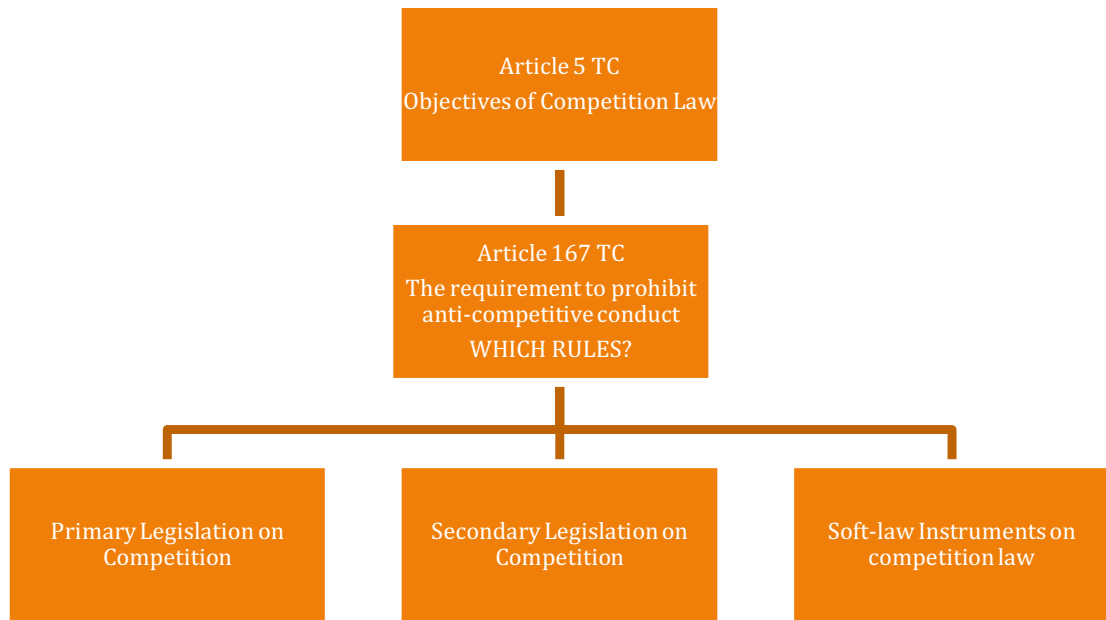 Article 5 TC
Objectives of Competition Law
Article 167 TC
The requirement to prohibit
anti-competitive conduct
WHICH RULES?
Primary Legislation on
Competition
Secondary Legislation on
Competition
Soft-law Instruments on
competition law